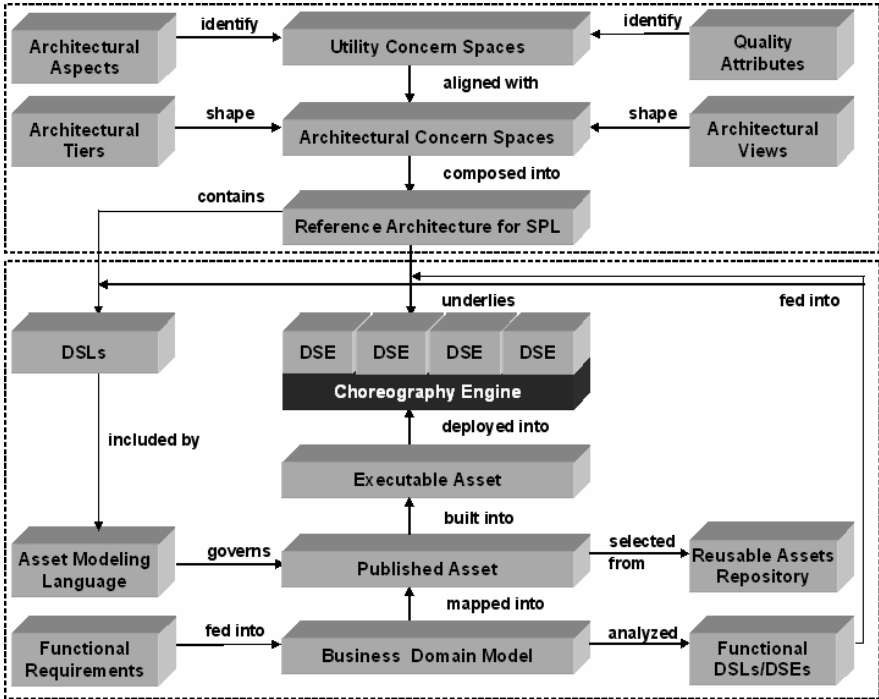 Architectural
Aspects
identify
Utility Concern Spaces
identify
Quality
Attributes
aligned with
Architectural
Tiers
shape
Architectural Concern Spaces
shape
Architectural
Views
composed into
contains
Reference Architecture for SPL
underlies
fed into
DSLs
DSE
DSE
DSE
DSE
Choreography Engine
included by
deployed into
Executable Asset
built into
Asset Modeling
Language
governs
Published Asset
selected
from
Reusable Assets
Repository
mapped into
Functional
Requirements
fed into
Business Domain Model
analyzed
Functional
DSLs/DSEs